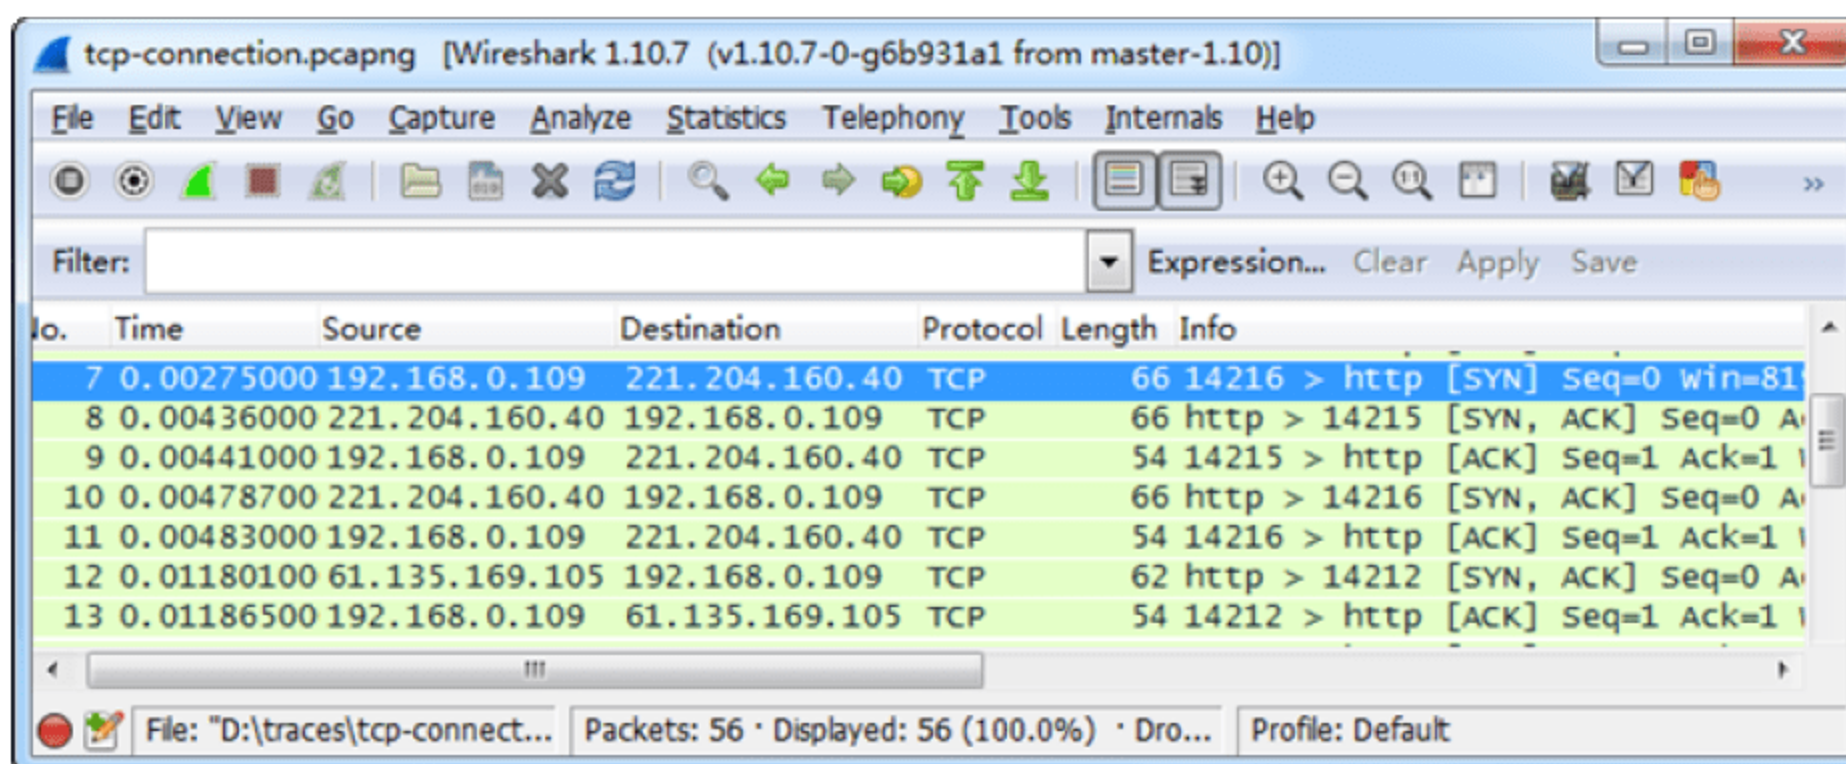 tcp-connection.pcapng [Wireshark 1.10.7 (v1.10.7-0-g6b931a1 from master-1.10)]
File Edit View Go Capture Analyze Statistics Telephony Tools Internals Help
Filter: Expression... Clear Apply Save
No. Time Source Destination Protocol Length Info
7 0.00275000 192.168.0.109 221.204.160.40 TCP 66 14216 > http [SYN] Seq=0 Win=819
8 0.00436000 221.204.160.40 192.168.0.109 TCP 66 http > 14215 [SYN, ACK] Seq=0 A
9 0.00441000 192.168.0.109 221.204.160.40 TCP 54 14215 > http [ACK] Seq=1 Ack=1
10 0.00478700 221.204.160.40 192.168.0.109 TCP 66 http > 14216 [SYN, ACK] Seq=0 A
11 0.00483000 192.168.0.109 221.204.160.40 TCP 54 14216 > http [ACK] Seq=1 Ack=1
12 0.01180100 61.135.169.105 192.168.0.109 TCP 62 http > 14212 [SYN, ACK] Seq=0 A
13 0.01186500 192.168.0.109 61.135.169.105 TCP 54 14212 > http [ACK] Seq=1 Ack=1
File: "D:\traces\tcp-connect... Packets: 56 · Displayed: 56 (100.0%) · Dro... Profile: Default